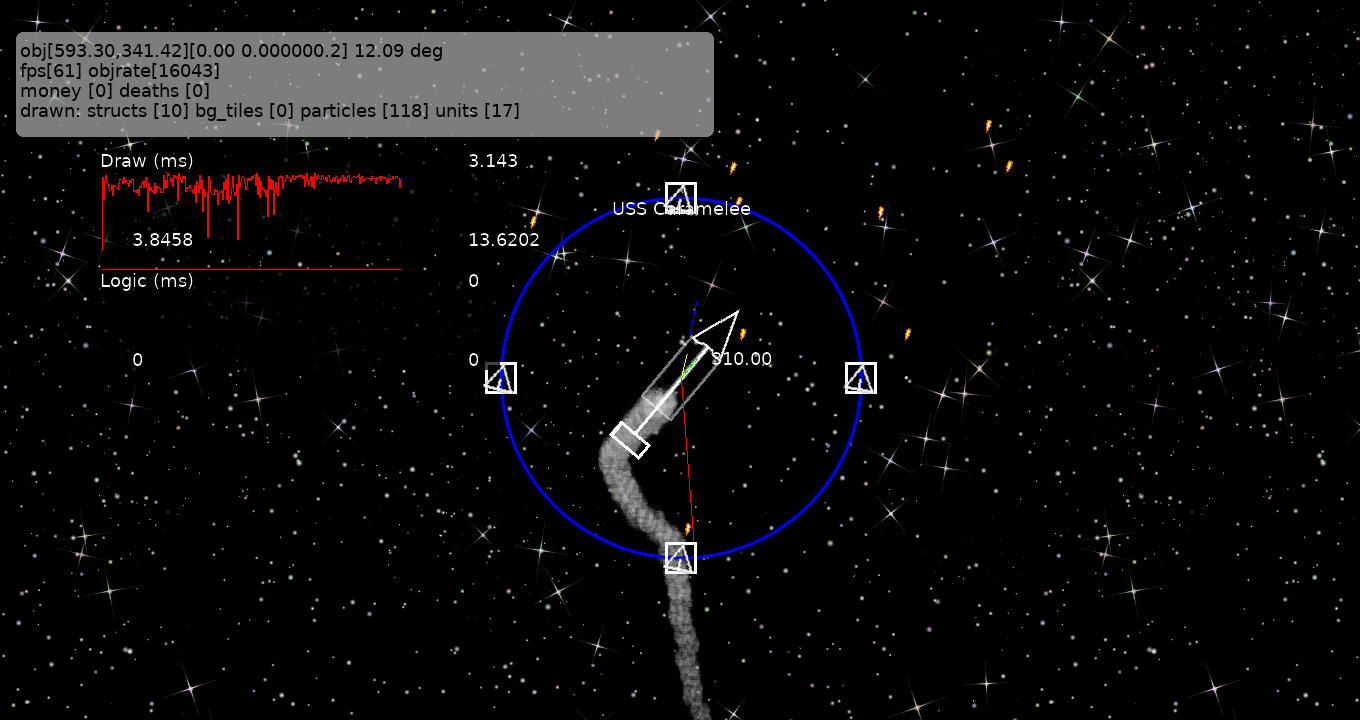 obj[593.30,341.42][0.00 0.000000.2] 12.09 deg
fps[61] objrate[16043]
money [0] deaths [0]
drawn: structs [10] bg_tiles [0] particles [118] units [17]
Draw (ms) 3.143
USS Caramelee
3.8458 13.6202
Logic (ms) 0
0 0
310.00